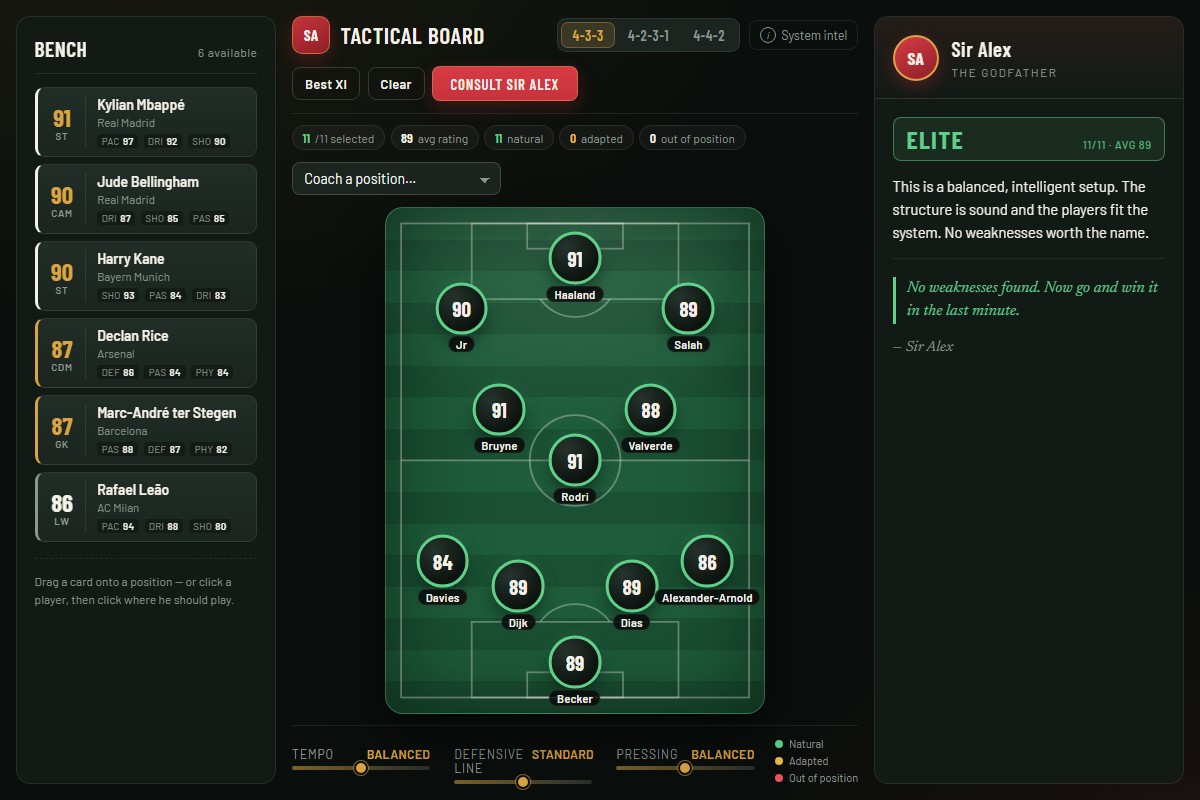 BENCH
6 available
91
ST
Kylian Mbappé
Real Madrid
PAC 97 DRI 92 SHO 90
90
CAM
Jude Bellingham
Real Madrid
DRI 87 SHO 85 PAS 85
90
ST
Harry Kane
Bayern Munich
SHO 93 PAS 84 DRI 83
87
CDM
Declan Rice
Arsenal
DEF 86 PAS 84 PHY 84
87
GK
Marc-André ter Stegen
Barcelona
PAS 88 DEF 87 PHY 82
86
LW
Rafael Leão
AC Milan
PAC 94 DRI 88 SHO 80
Drag a card onto a position — or click a
player, then click where he should play.
SA
TACTICAL BOARD
4-3-3 4-2-3-1 4-4-2
i System intel
Best XI
Clear
CONSULT SIR ALEX
11 /11 selected
89 avg rating
11 natural
0 adapted
0 out of position
Coach a position...
91
Haaland
90
Jr
89
Salah
91
Bruyne
88
Valverde
91
Rodri
84
Davies
89
Dijk
89
Dias
86
Alexander-Arnold
89
Becker
TEMPO BALANCED
DEFENSIVE LINE STANDARD
PRESSING BALANCED
Natural
Adapted
Out of position
SA
Sir Alex
THE GODFATHER
ELITE
11/11 · AVG 89
This is a balanced, intelligent setup. The
structure is sound and the players fit the
system. No weaknesses worth the name.
No weaknesses found. Now go and win it
in the last minute.
— Sir Alex